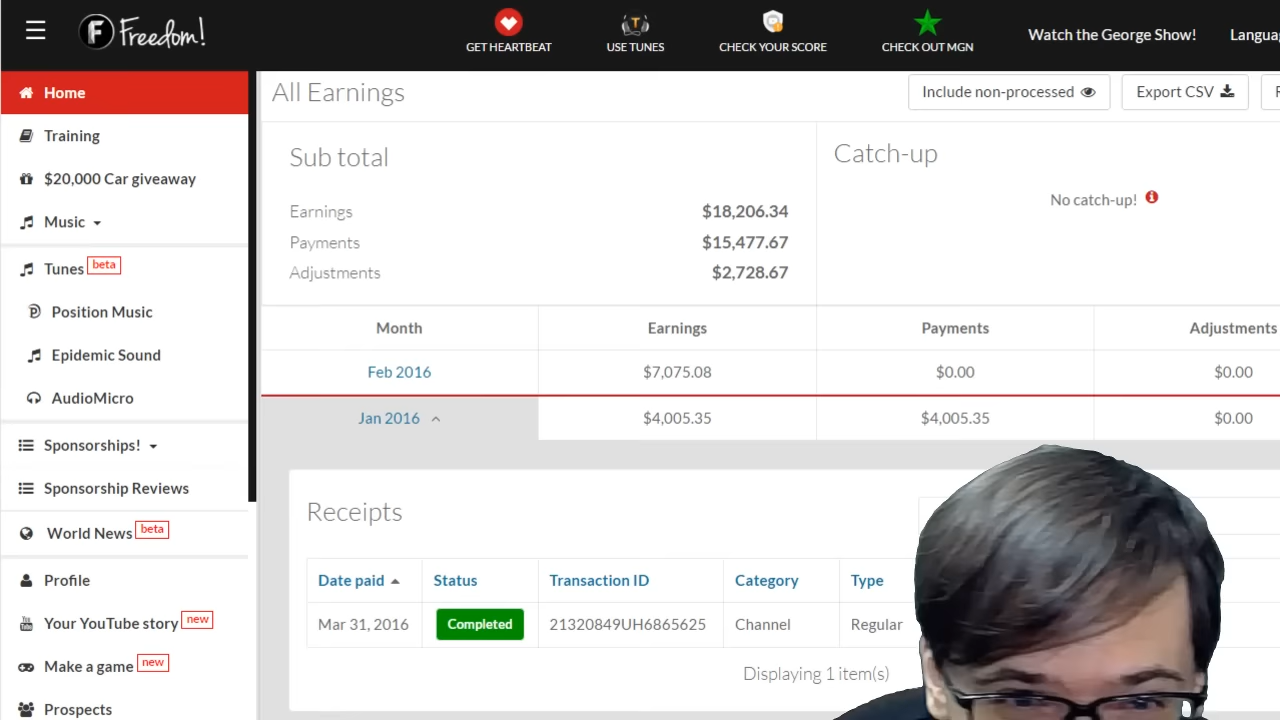 Freedom!
GET HEARTBEAT
USE TUNES
CHECK YOUR SCORE
CHECK OUT MGN
Watch the George Show!
Home
Training
$20,000 Car giveaway
Music
Tunes beta
Position Music
Epidemic Sound
AudioMicro
Sponsorships!
Sponsorship Reviews
World News beta
Profile
Your YouTube story new
Make a game new
Prospects
All Earnings
Include non-processed
Export CSV
Sub total
Earnings $18,206.34
Payments $15,477.67
Adjustments $2,728.67
Catch-up
No catch-up!
Month Earnings Payments Adjustments
Feb 2016 $7,075.08 $0.00 $0.00
Jan 2016 $4,005.35 $4,005.35 $0.00
Receipts
Date paid Status Transaction ID Category Type
Mar 31, 2016 Completed 21320849UH6865625 Channel Regular
Displaying 1 item(s)